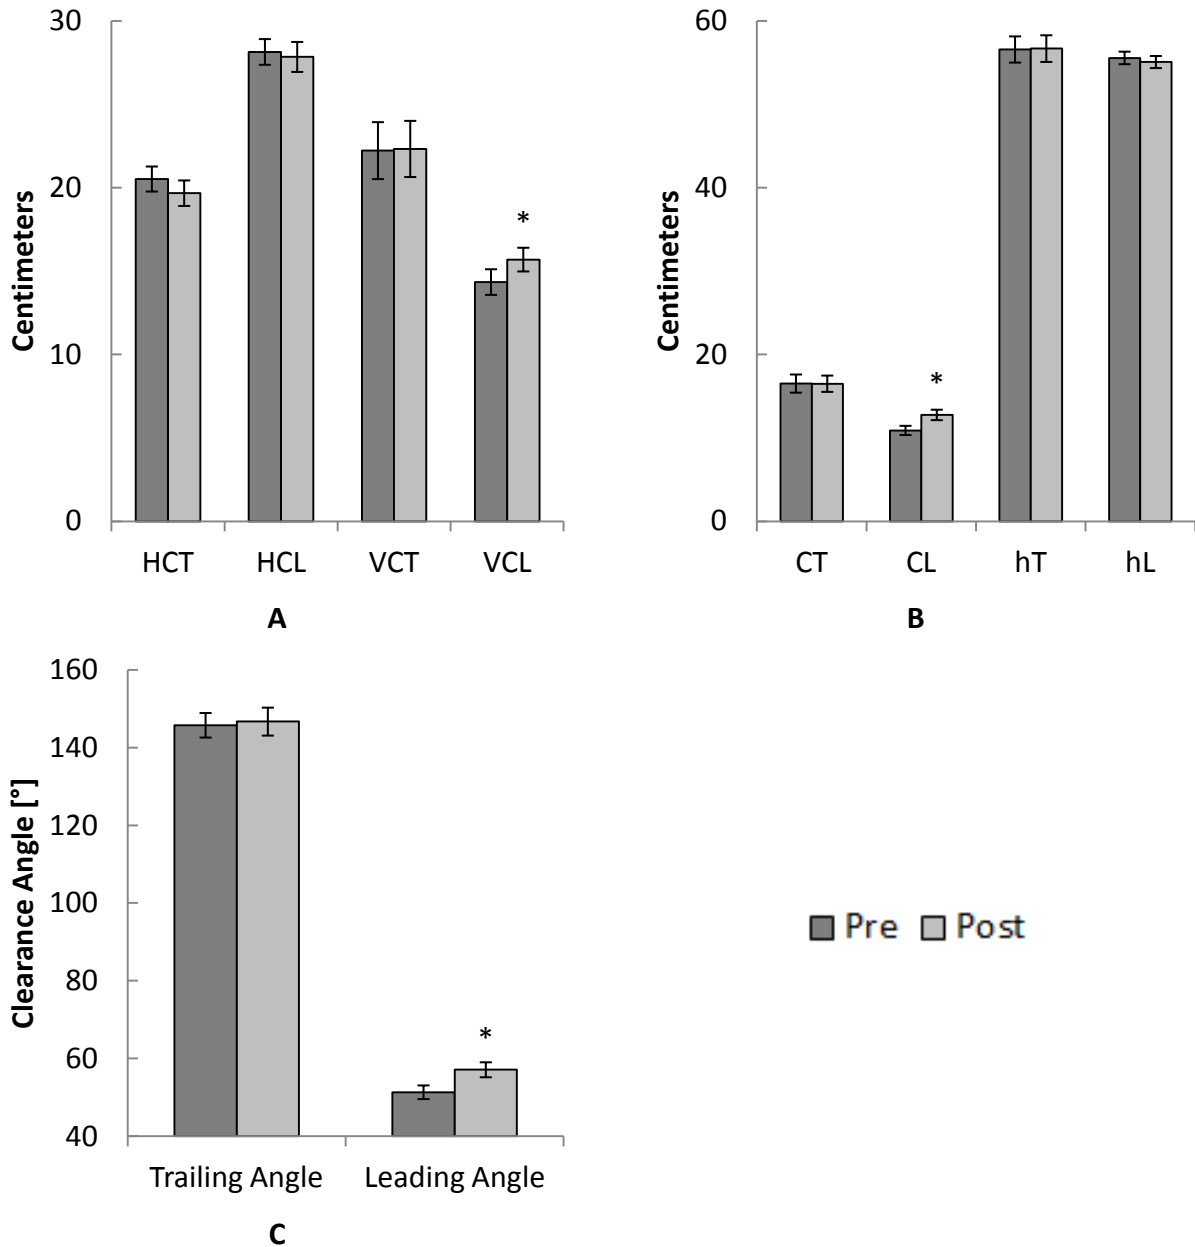 30
20
10
0
Centimeters
*
HCT HCL VCT VCL
A
60
40
20
0
Centimeters
*
CT CL hT hL
B
160
140
120
100
80
60
40
Clearance Angle [°]
*
Trailing Angle Leading Angle
C
Pre Post